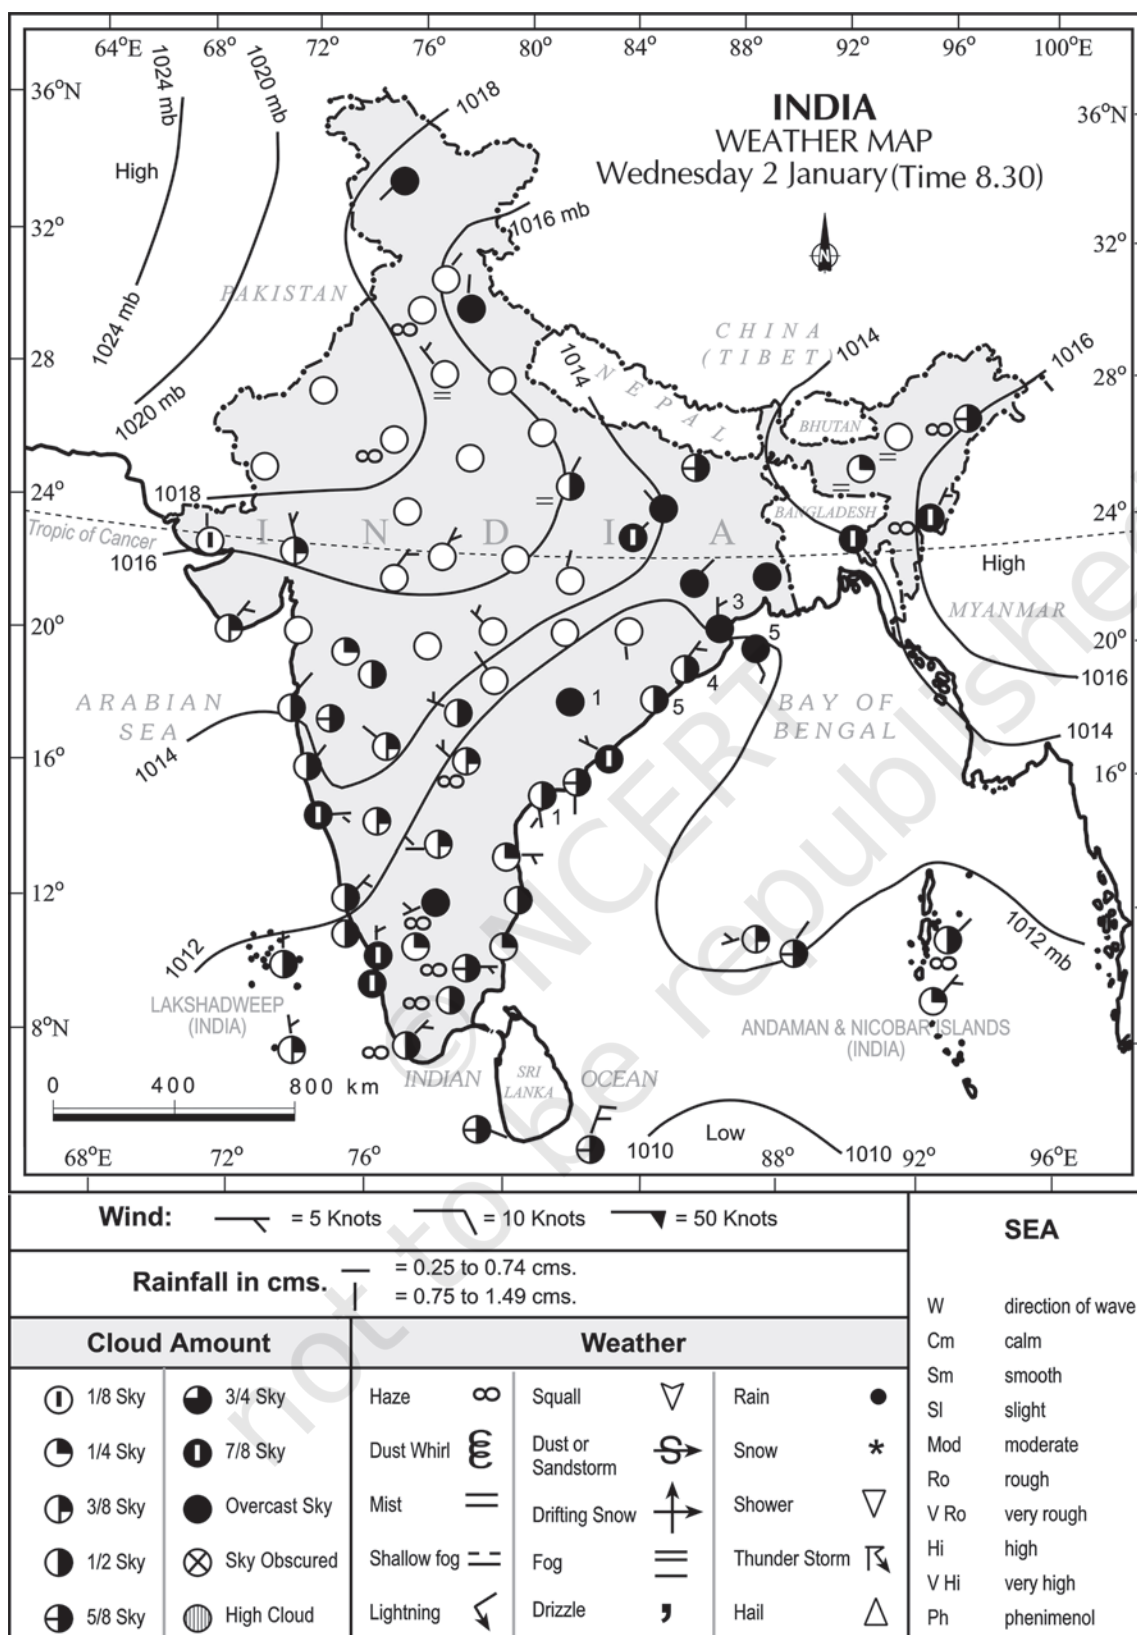 64°E 68° 72° 76° 80° 84° 88° 92° 96° 100°E
1024 mb
1020 mb
1018
36°N
36°N
INDIA
WEATHER MAP
Wednesday 2 January (Time 8.30)
High
1016 mb
32°
32°
N
PAKISTAN
1024 mb
CHINA
(TIBET)
1014
1016
28°
28°
1014
NEPAL
1020 mb
BHUTAN
24°
1018
24°
BANGLADESH
Tropic of Cancer
INDIA
1016
High
MYANMAR
20°
3
5
20°
1016
ARABIAN
SEA
4
5
1
BAY OF
BENGAL
1014
1014
16°
16°
1
12°
1012
1012 mb
LAKSHADWEEP
(INDIA)
8°N
ANDAMAN & NICOBAR ISLANDS
(INDIA)
INDIAN OCEAN
SRI
LANKA
0 400 800 km
Low
1010
1010
68°E 72° 76° 88° 92° 96°E
© NCERT
not to be republished
Wind: = 5 Knots = 10 Knots = 50 Knots
Rainfall in cms. = 0.25 to 0.74 cms.
= 0.75 to 1.49 cms.
Cloud Amount
1/8 Sky 3/4 Sky
1/4 Sky 7/8 Sky
3/8 Sky Overcast Sky
1/2 Sky Sky Obscured
5/8 Sky High Cloud
Weather
Haze Squall Rain
Dust Whirl Dust or
Sandstorm Snow
Mist Drifting Snow Shower
Shallow fog Fog Thunder Storm
Lightning Drizzle Hail
SEA
W direction of wave
Cm calm
Sm smooth
Sl slight
Mod moderate
Ro rough
V Ro very rough
Hi high
V Hi very high
Ph phenimenol